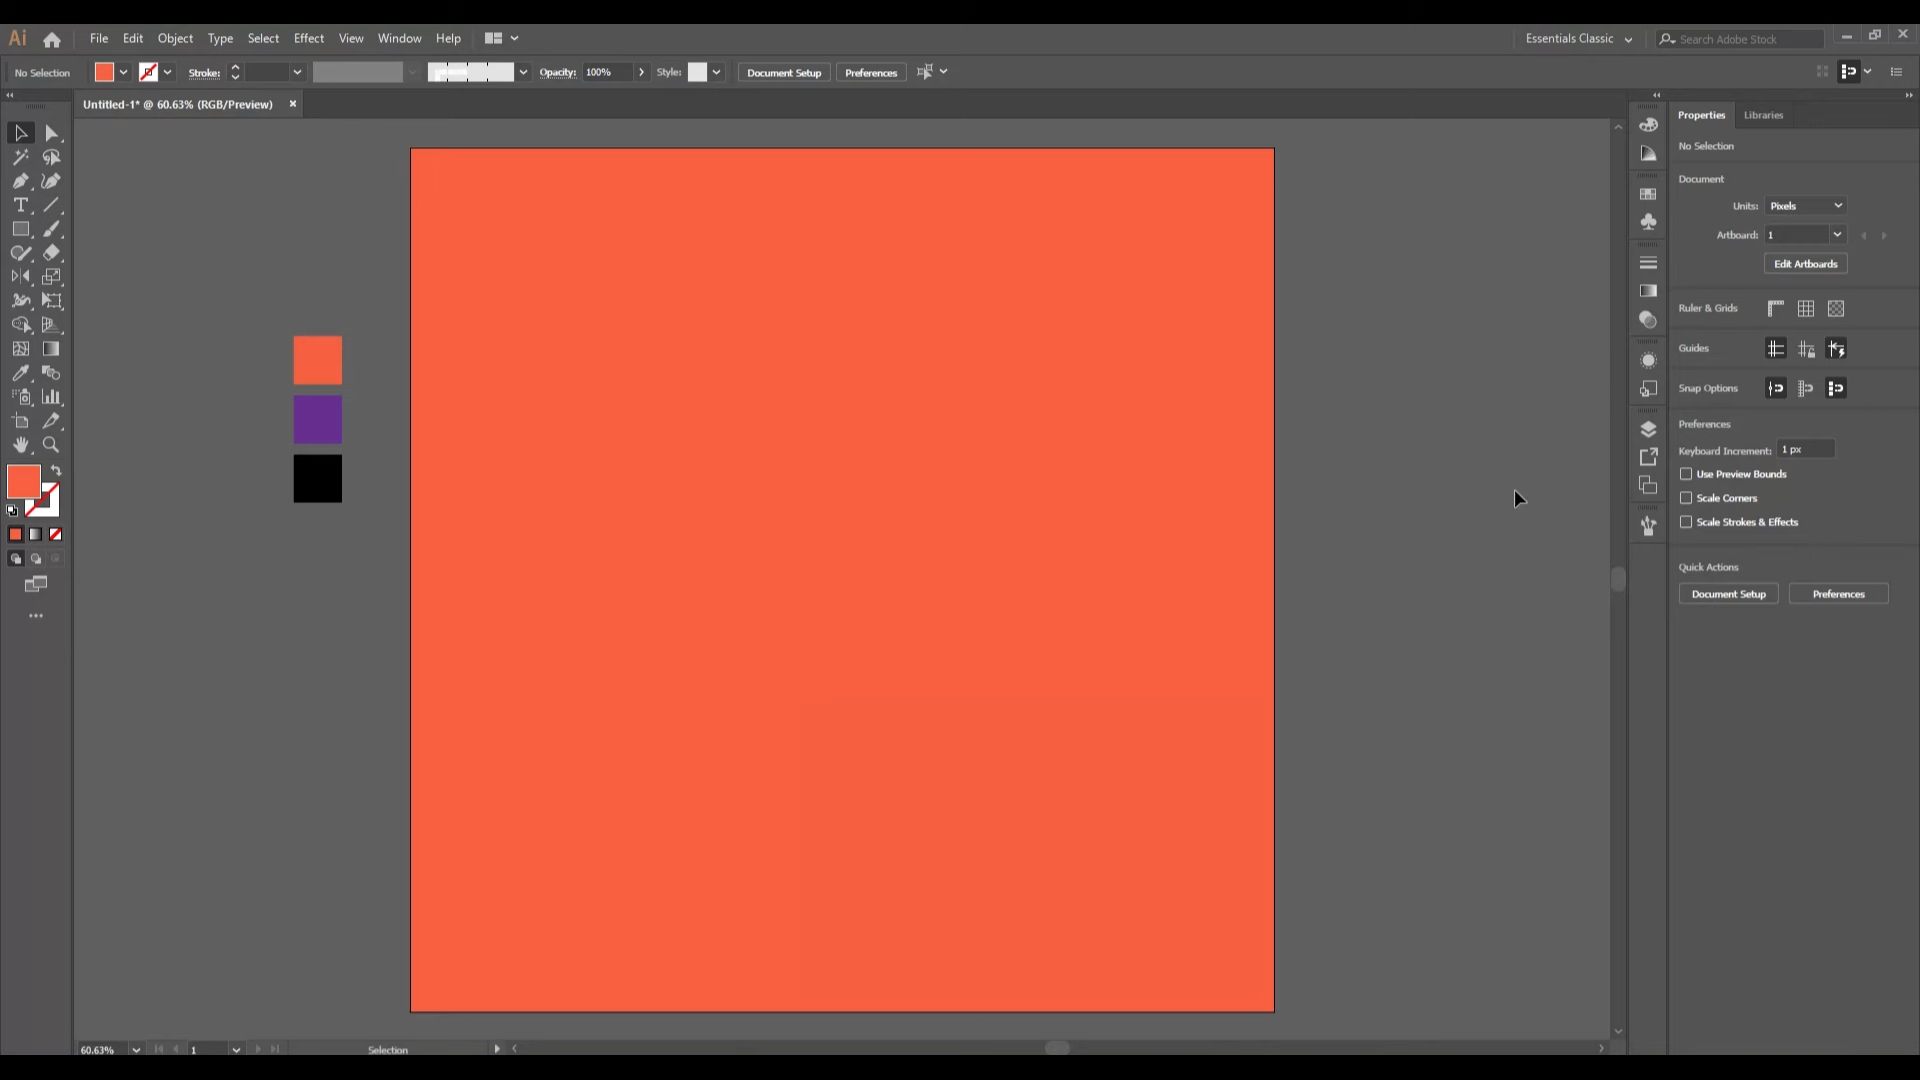 Ai File Edit Object Type Select Effect View Window Help Essentials Classic Search Adobe Stock
No Selection Stroke: Opacity: 100% Style: Document Setup Preferences
Untitled-1* @ 60.63% (RGB/Preview) ×
Properties Libraries
No Selection
Document
Units: Pixels
Artboard: 1
Edit Artboards
Ruler & Grids
Guides
Snap Options
Preferences
Keyboard Increment: 1 px
Use Preview Bounds
Scale Corners
Scale Strokes & Effects
Quick Actions
Document Setup Preferences
60.63% 1 Selection